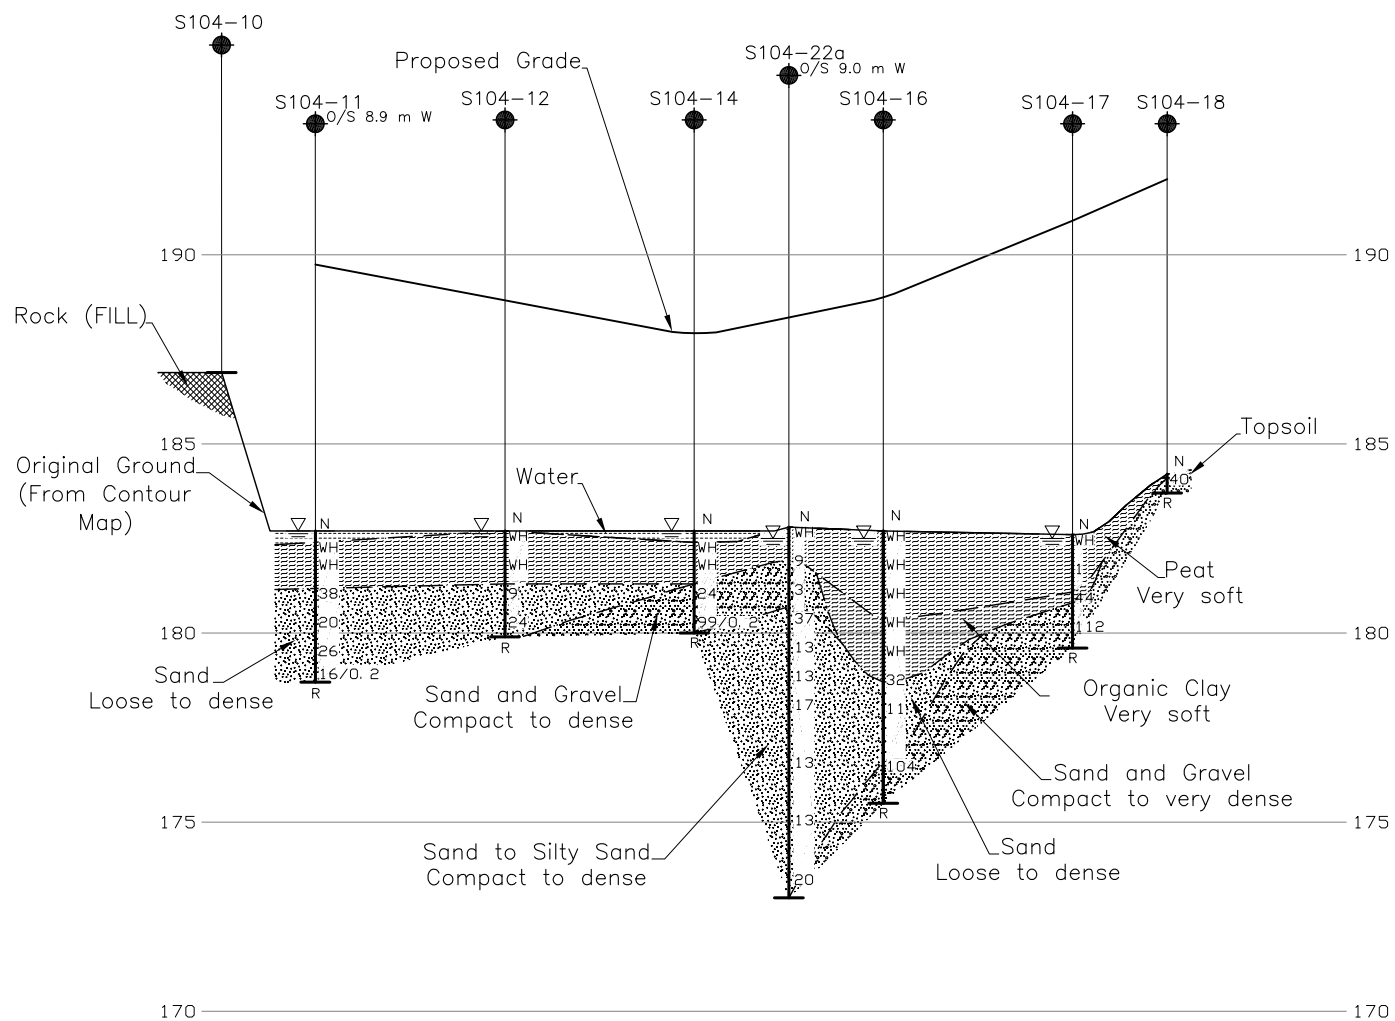 S104-10
S104-22a
O/S 9.0 m W
Proposed Grade
S104-11
O/S 8.9 m W
S104-12
S104-14
S104-16
S104-17
S104-18
190
190
Rock (FILL)
185
185
Topsoil
Original Ground
(From Contour
Map)
Water
N
40
R
N
WH
WH
38
20
26
16/0.2
R
N
WH
WH
9
24
R
N
WH
WH
24
99/0.2
R
WH
9
3
37
13
13
17
13
13
20
N
WH
WH
WH
WH
WH
32
11
104
R
N
WH
1
44
112
R
Peat
Very soft
180
180
Sand
Loose to dense
Sand and Gravel
Compact to dense
Organic Clay
Very soft
Sand and Gravel
Compact to very dense
175
175
Sand to Silty Sand
Compact to dense
Sand
Loose to dense
170
170